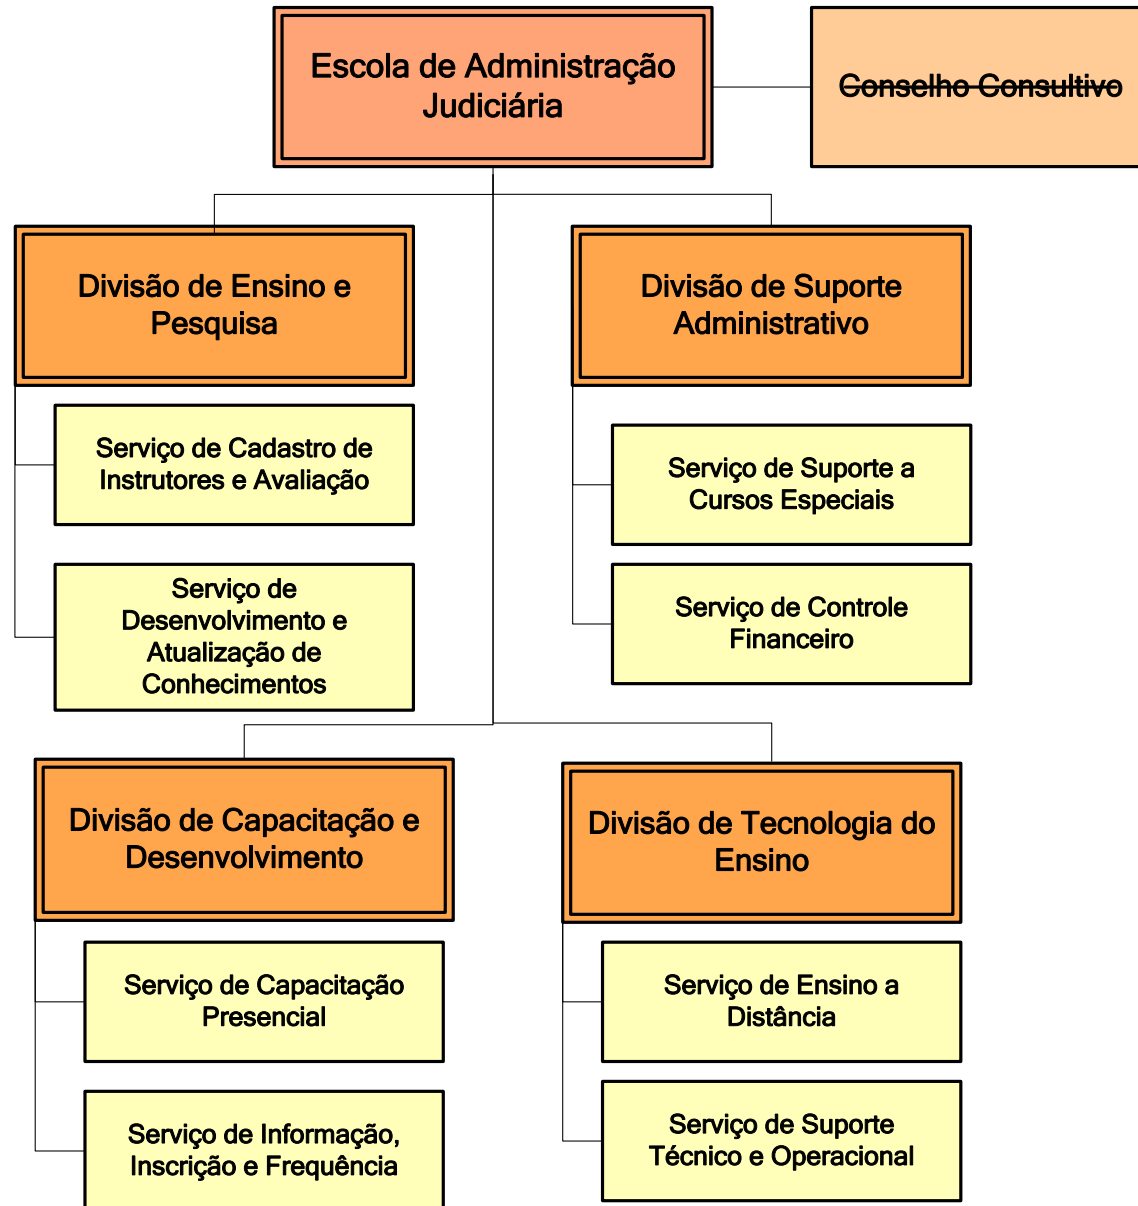 Escola de Administração
Judiciária
Conselho Consultivo
Divisão de Ensino e
Pesquisa
Divisão de Suporte
Administrativo
Serviço de Cadastro de
Instrutores e Avaliação
Serviço de Suporte a
Cursos Especiais
Serviço de
Desenvolvimento e
Atualização de
Conhecimentos
Serviço de Controle
Financeiro
Divisão de Capacitação e
Desenvolvimento
Divisão de Tecnologia do
Ensino
Serviço de Capacitação
Presencial
Serviço de Ensino a
Distância
Serviço de Informação,
Inscrição e Frequência
Serviço de Suporte
Técnico e Operacional